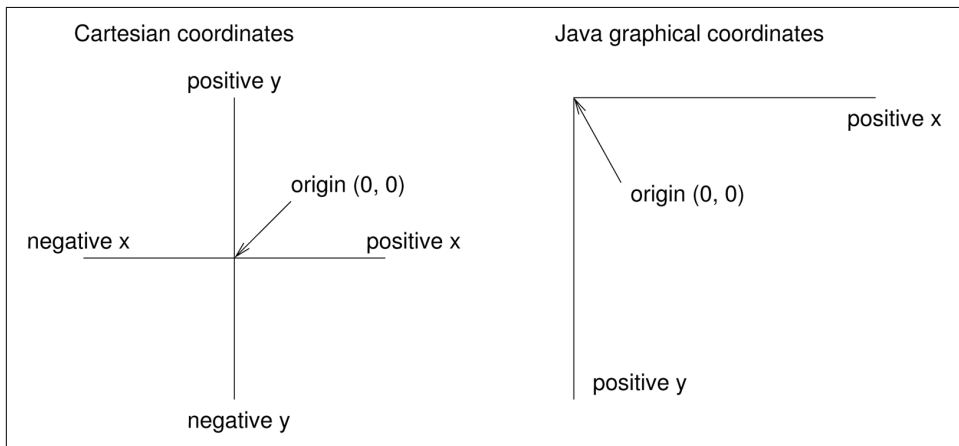 Cartesian coordinates
positive y
origin (0, 0)
negative x
positive x
negative y
Java graphical coordinates
positive x
origin (0, 0)
positive y